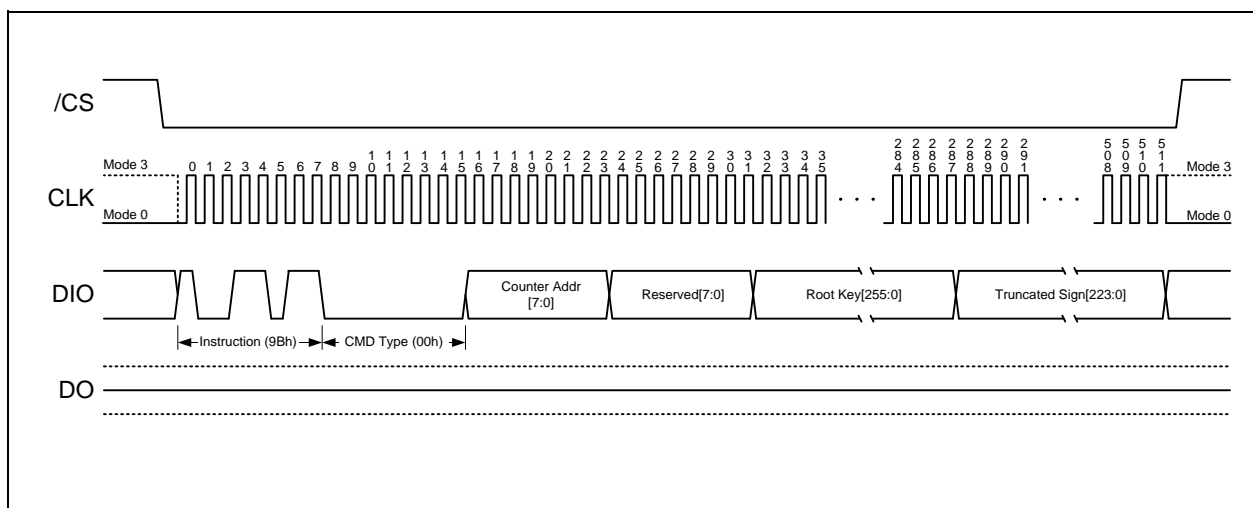 /CS
Mode 3
0 1 2 3 4 5 6 7 8 9 10 11 12 13 14 15 16 17 18 19 20 21 22 23 24 25 26 27 28 29 30 31 32 33 34 35 284 285 286 287 288 289 290 291 508 509 510 511
Mode 3
CLK
. . .
. . .
Mode 0
Mode 0
DIO
Counter Addr
[7:0]
Reserved[7:0]
Root Key[255:0]
Truncated Sign[223:0]
Instruction (9Bh)
CMD Type (00h)
DO